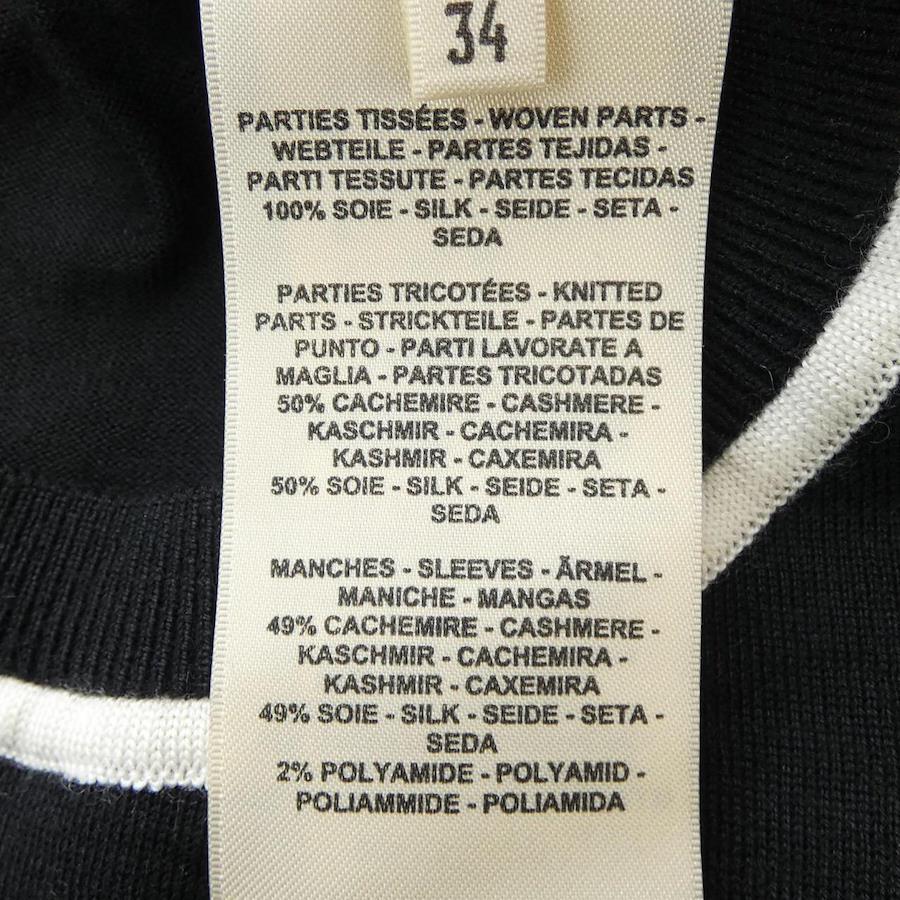 34
PARTIES TISSÉES - WOVEN PARTS -
WEBTEILE - PARTES TEJIDAS -
PARTI TESSUTE - PARTES TECIDAS
100% SOIE - SILK - SEIDE - SETA -
SEDA
PARTIES TRICOTÉES - KNITTED
PARTS - STRICKTEILE - PARTES DE
PUNTO - PARTI LAVORATE A
MAGLIA - PARTES TRICOTADAS
50% CACHEMIRE - CASHMERE -
KASCHMIR - CACHEMIRA -
KASHMIR - CAXEMIRA
50% SOIE - SILK - SEIDE - SETA -
SEDA
MANCHES - SLEEVES - ÄRMEL -
MANICHE - MANGAS
49% CACHEMIRE - CASHMERE -
KASCHMIR - CACHEMIRA -
KASHMIR - CAXEMIRA
49% SOIE - SILK - SEIDE - SETA -
SEDA
2% POLYAMIDE - POLYAMID -
POLIAMMIDE - POLIAMIDA